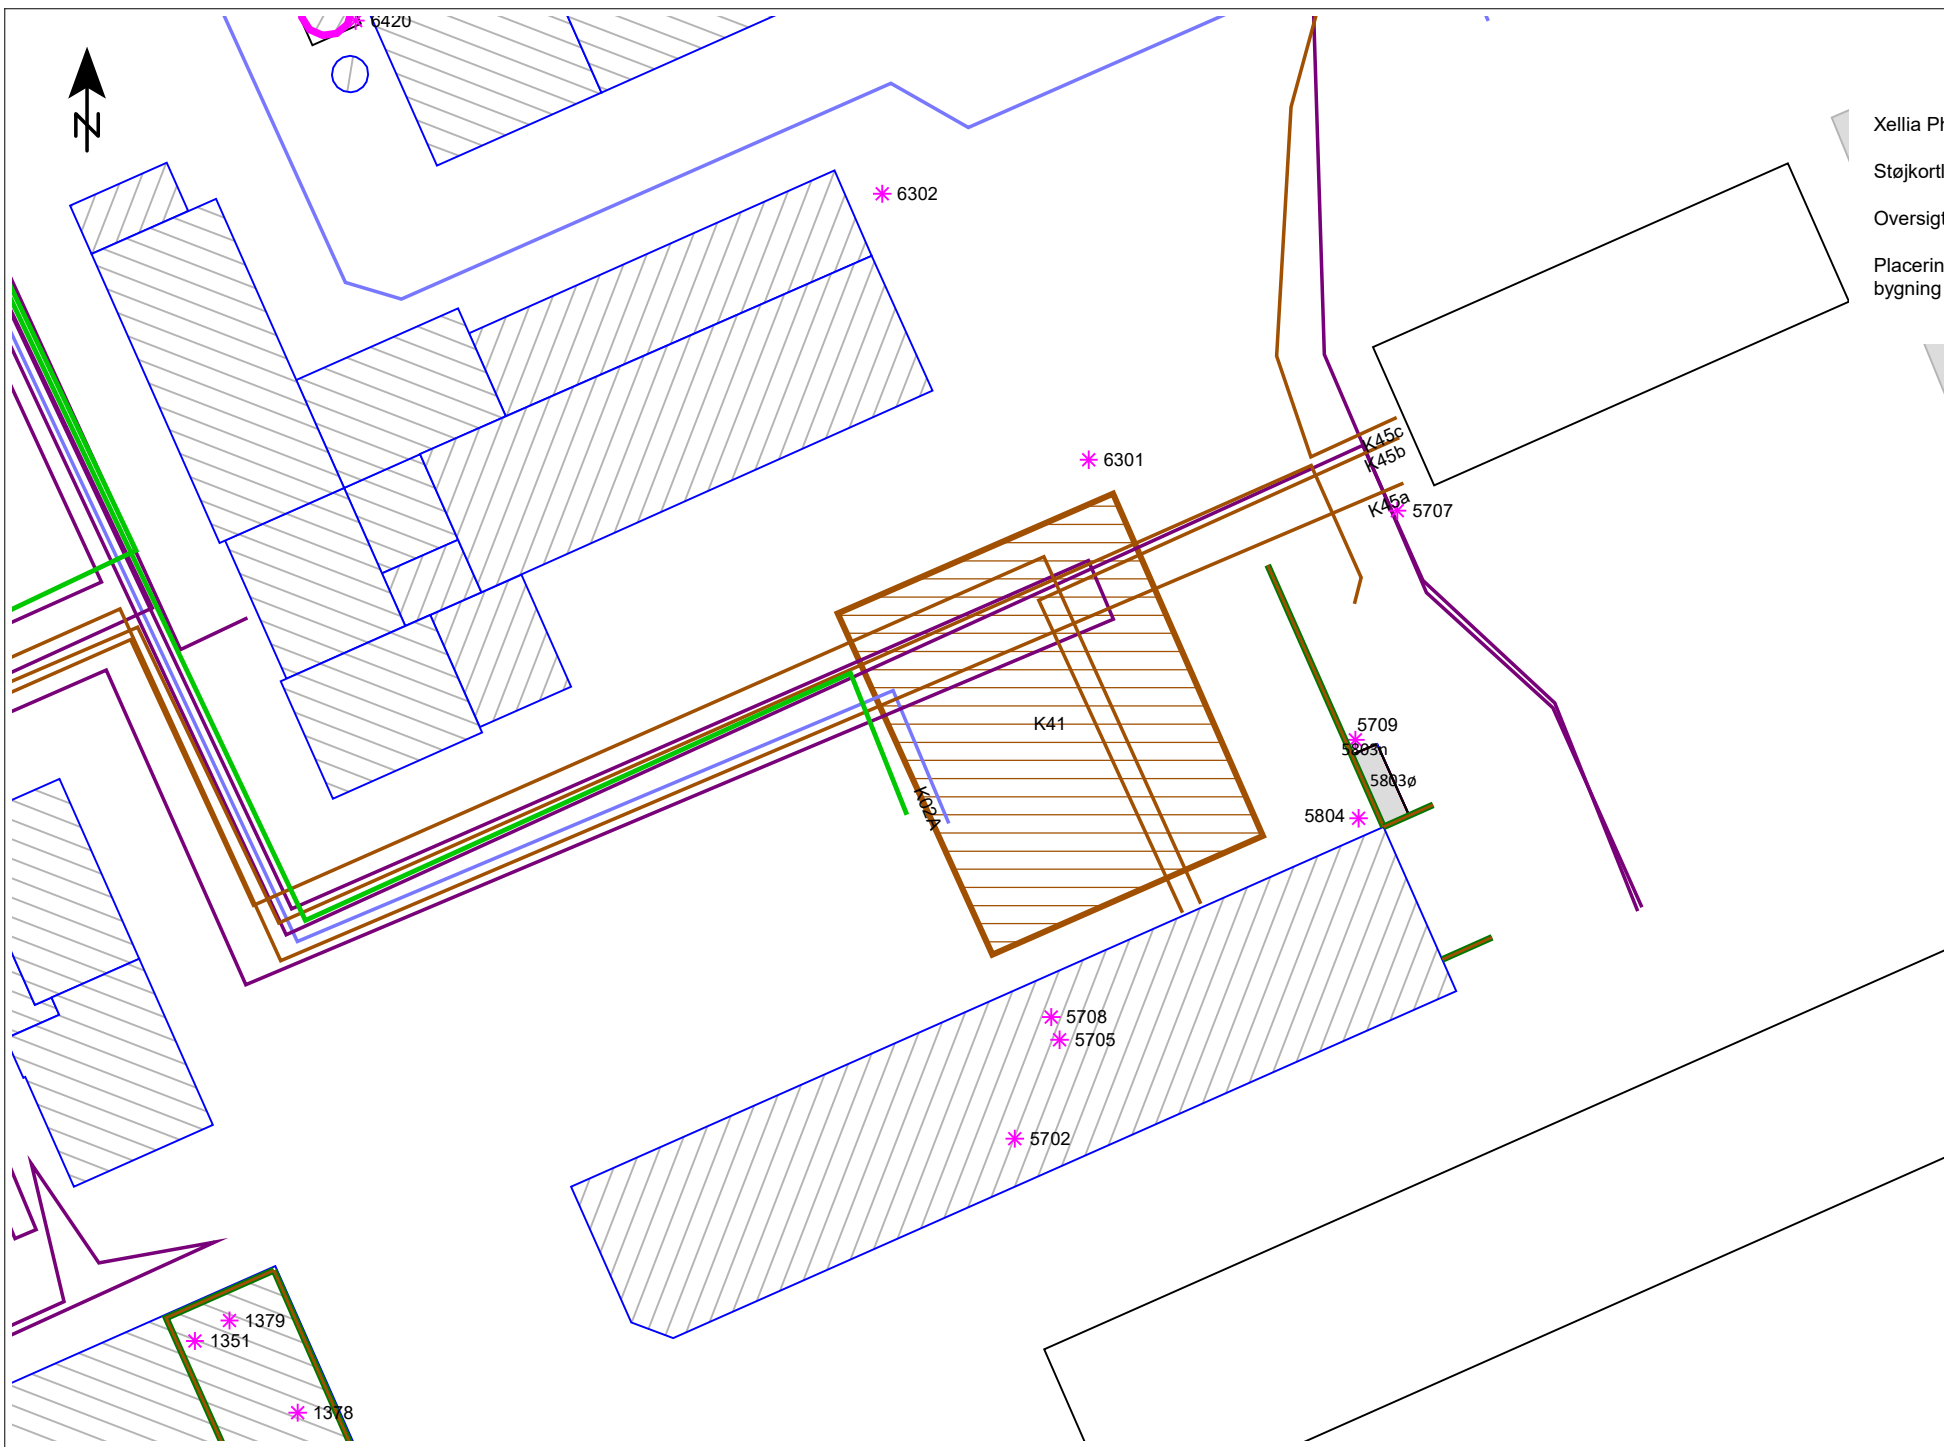 6420
N
Xellia
Støjkortl
Oversigt
Placerin
bygning
6302
6301
K45c
K45b
K45a
5707
K41
5709
5803n
5803ø
K02A
5804
5708
5705
5702
1379
1351
1378